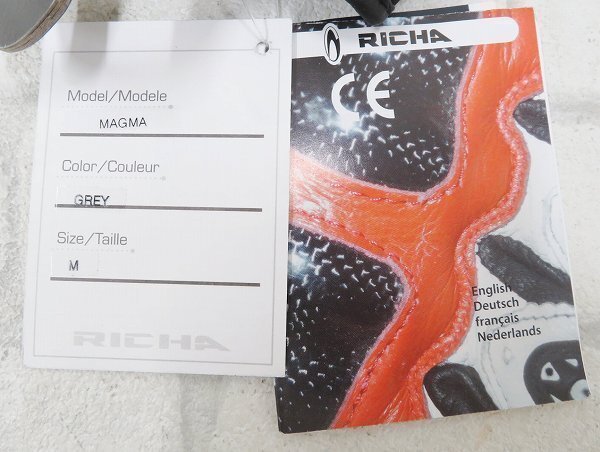 Model/Modele
MAGMA
Color/Couleur
GREY
Size/Taille
M
RICHA
RICHA
CE
English
Deutsch
français
Nederlands